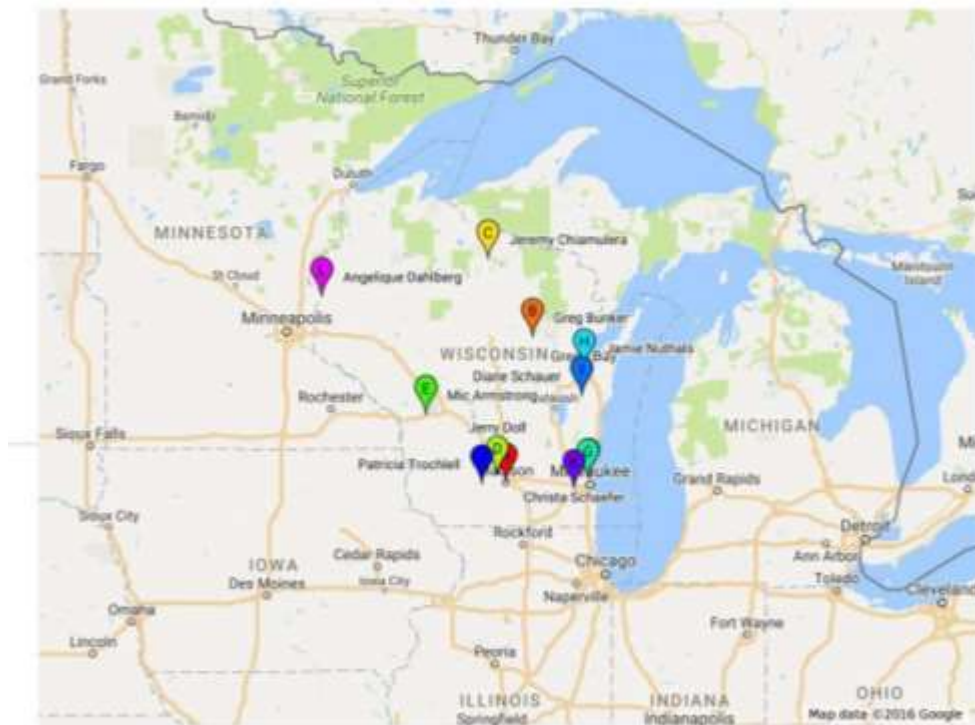 Thunder Bay
Grand Forks
Superior
National Forest
Bemidji
Fargo
Duluth
MINNESOTA
C
Jeremy Chiamulera
St Cloud
Angelique Dahlberg
Manitoulin
Island
Minneapolis
B
Greg Bunker
H
Jamie Nuthals
WISCONSIN
Green Bay
Diane Schauer
E
Mic Armstrong
Rochester
MICHIGAN
Jerry Doll
Sioux Falls
D
G
Patricia Trochlell
Milwaukee
Christa Schaefer
Grand Rapids
Sioux City
Rockford
Detroit
Ann Arbor
Cedar Rapids
Chicago
IOWA
Iowa City
Des Moines
Naperville
Toledo
Cleveland
Omaha
Fort Wayne
Lincoln
Peoria
ILLINOIS
INDIANA
OHIO
Springfield
Indianapolis
Map data ©2016 Google